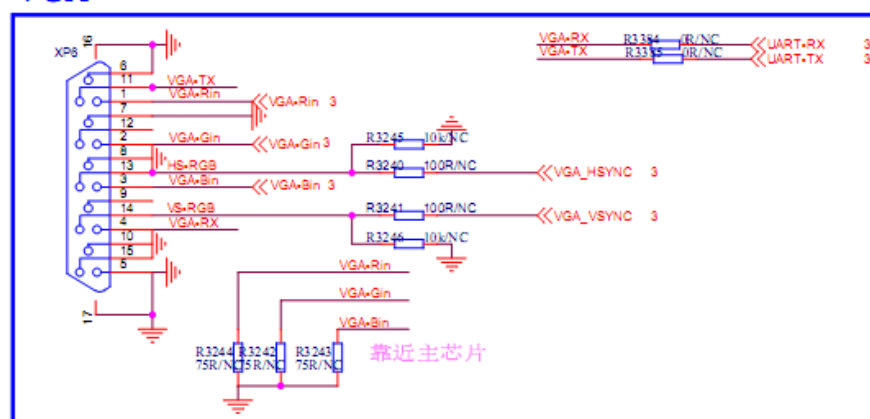 16
XP6
6
11
VGA•TX
1
VGA•Rin
VGA•Rin 3
7
12
2
VGA•Gin
VGA•Gin 3
8
13
HS•RGB
3
VGA•Bin
VGA•Bin 3
9
14
VS•RGB
4
VGA•RX
10
15
5
17
VGA•RX
R3384
0R/NC
UART•RX 3
VGA•TX
R3385
0R/NC
UART•TX 3
R3245
10k/NC
R3240
100R/NC
VGA_HSYNC 3
R3241
100R/NC
VGA_VSYNC 3
R3246
10k/NC
VGA•Rin
VGA•Gin
VGA•Bin
R3244
75R/NC
R3242
75R/NC
R3243
75R/NC
靠近主芯片